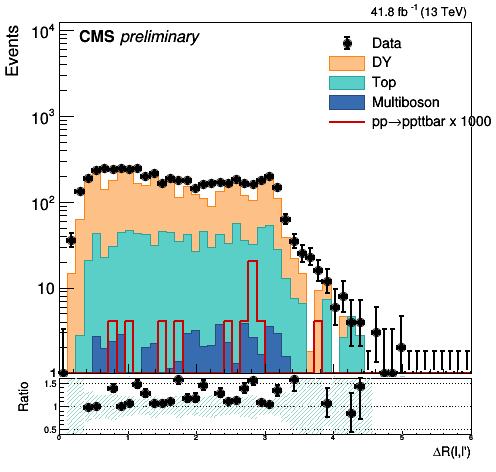 41.8 fb⁻¹ (13 TeV)
CMS preliminary
Events
Data
DY
Top
Multiboson
pp→ppttbar x 1000
10⁴
10³
10²
10
1
Ratio
1.5
1
0.5
0 1 2 3 4 5 6
ΔR(l,l')